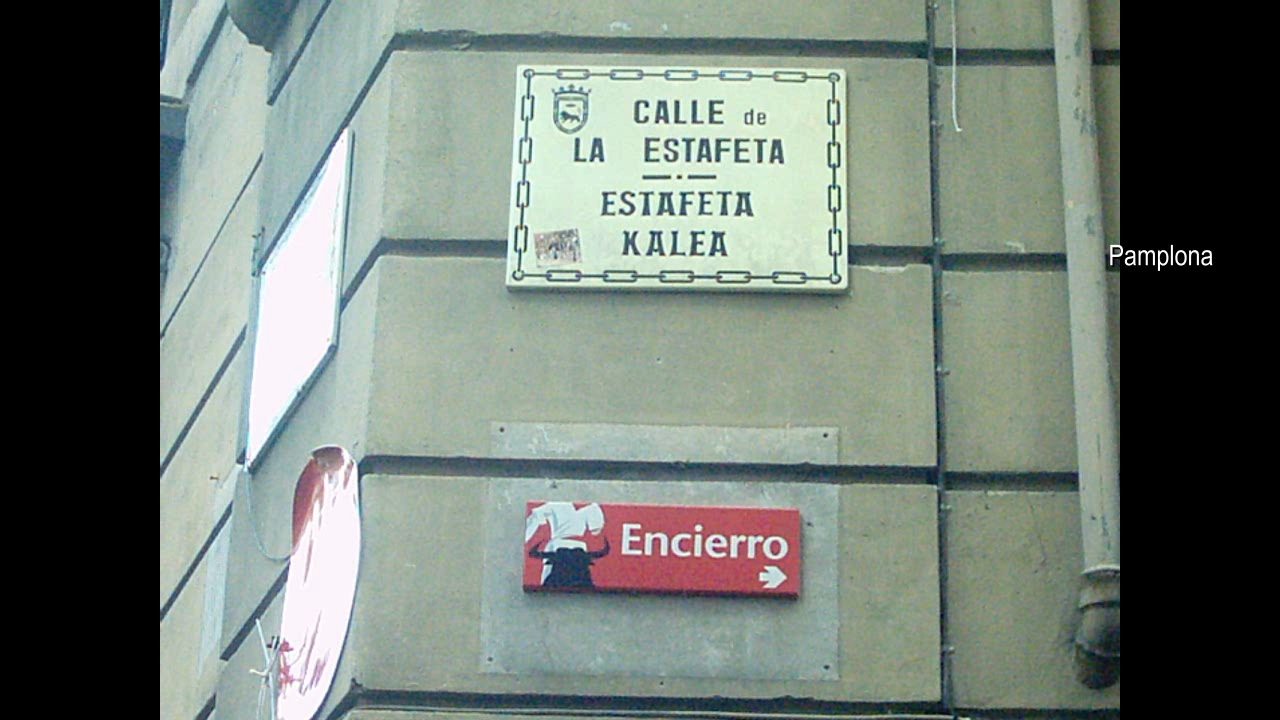 CALLE de
LA ESTAFETA
ESTAFETA
KALEA
Pamplona
Encierro